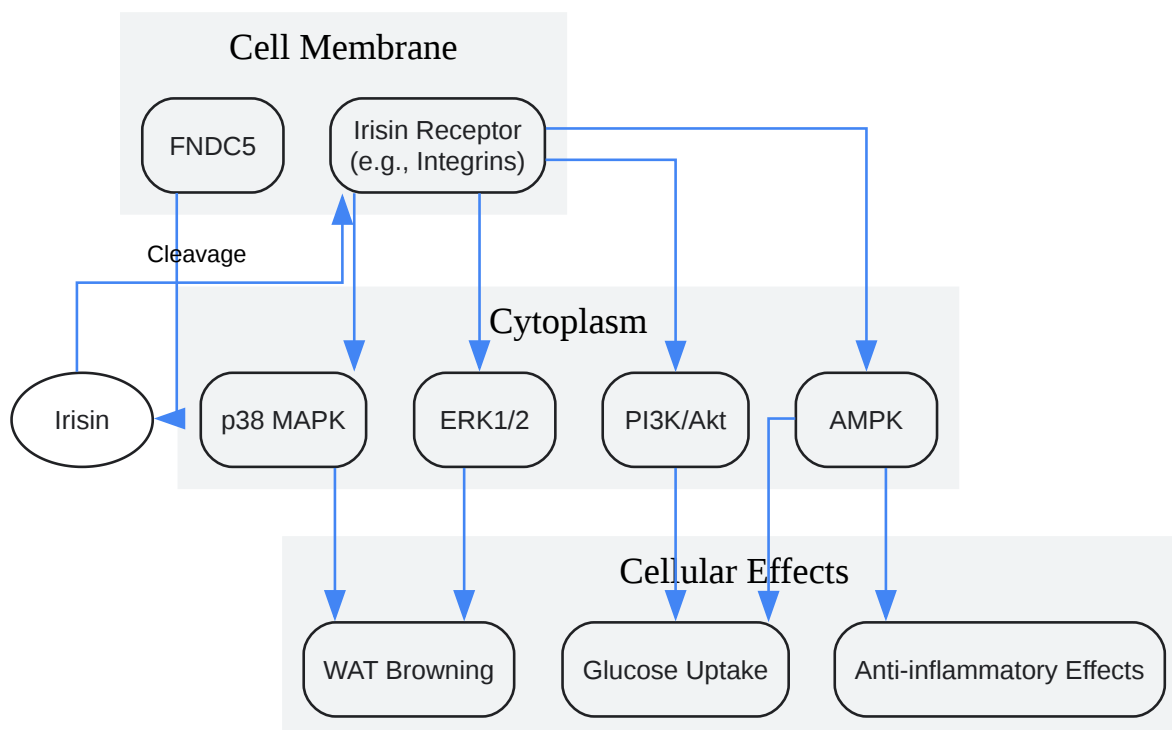 Cell Membrane
FNDC5
Irisin Receptor
(e.g., Integrins)
Cleavage
Cytoplasm
Irisin
p38 MAPK
ERK1/2
PI3K/Akt
AMPK
Cellular Effects
WAT Browning
Glucose Uptake
Anti-inflammatory Effects